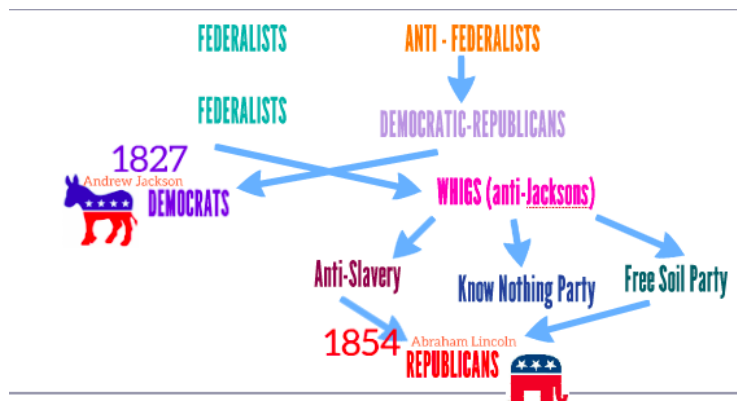 FEDERALISTS
ANTI - FEDERALISTS
FEDERALISTS
DEMOCRATIC-REPUBLICANS
1827
Andrew Jackson
DEMOCRATS
WHIGS (anti-Jacksons)
Anti-Slavery
Know Nothing Party
Free Soil Party
1854
Abraham Lincoln
REPUBLICANS